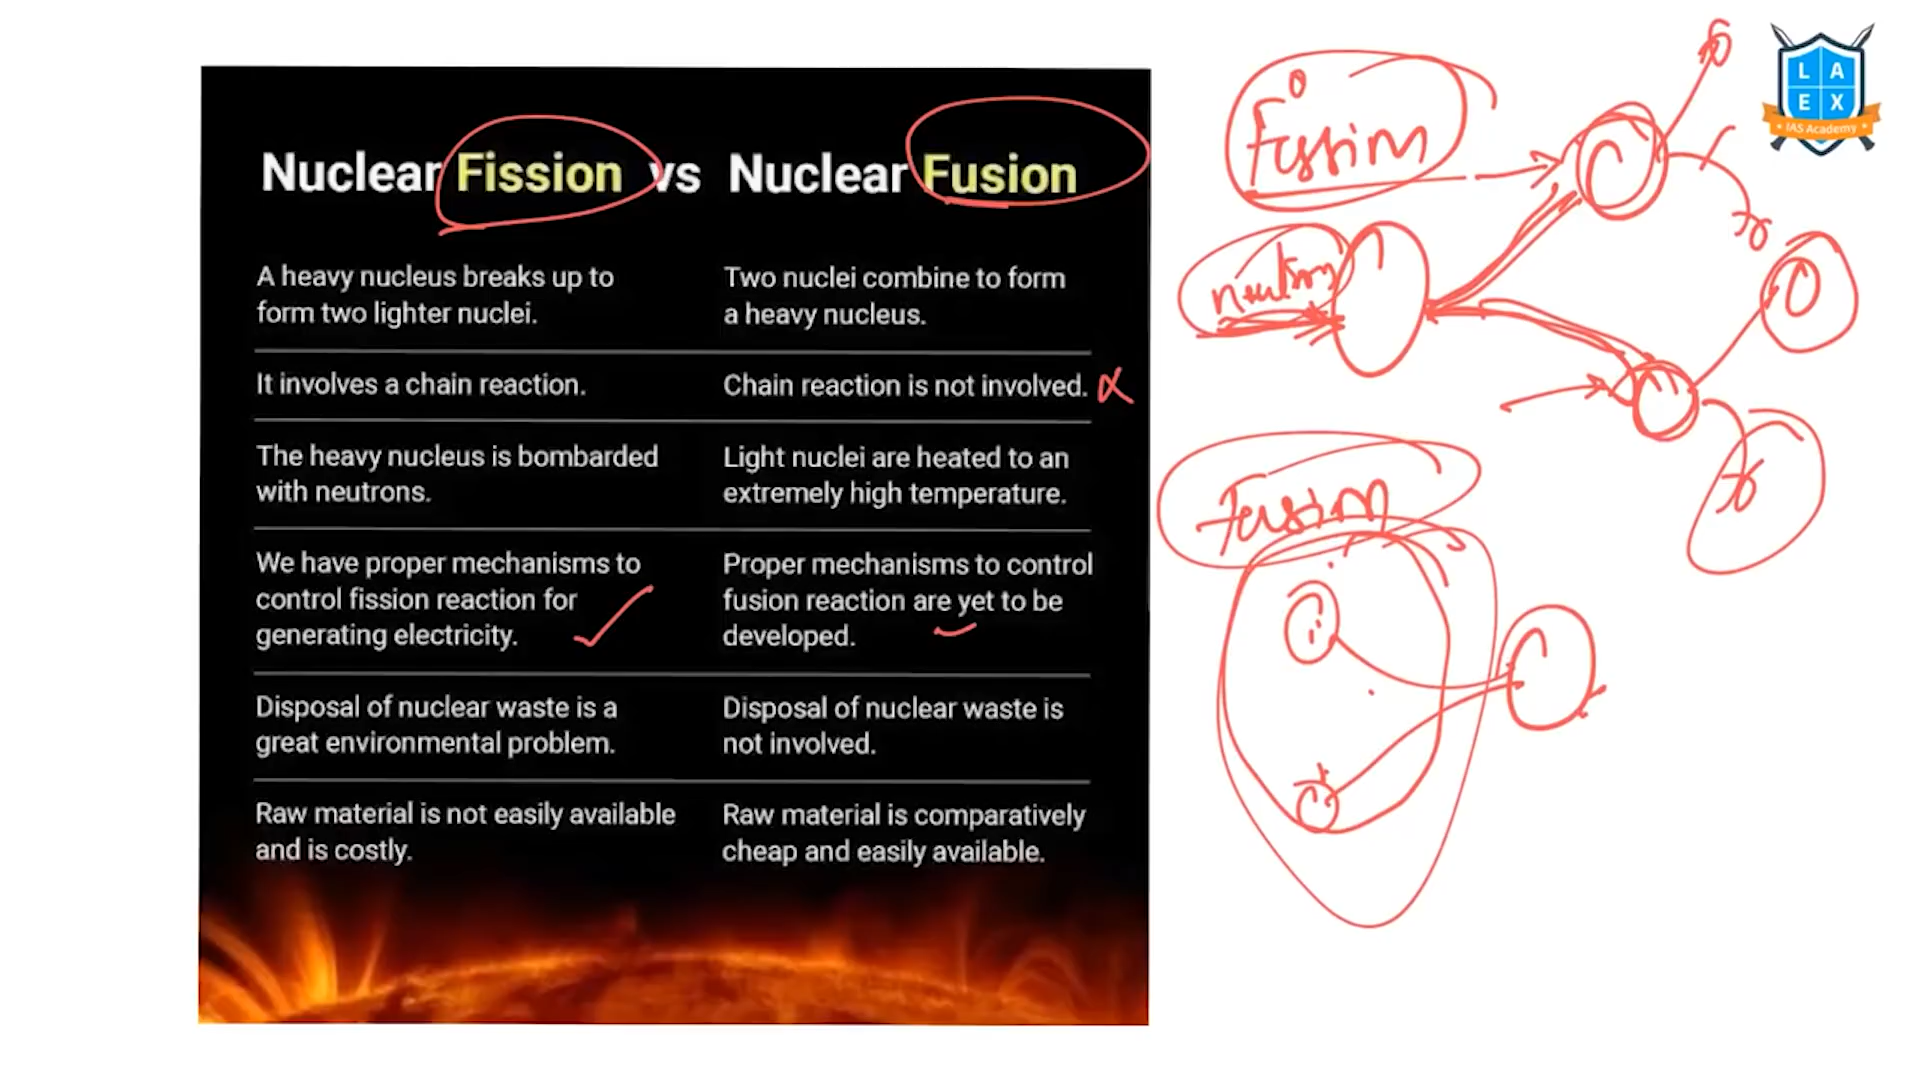 Nuclear Fission vs Nuclear Fusion
A heavy nucleus breaks up to
form two lighter nuclei.
Two nuclei combine to form
a heavy nucleus.
It involves a chain reaction.
Chain reaction is not involved.
The heavy nucleus is bombarded
with neutrons.
Light nuclei are heated to an
extremely high temperature.
We have proper mechanisms to
control fission reaction for
generating electricity.
Proper mechanisms to control
fusion reaction are yet to be
developed.
Disposal of nuclear waste is a
great environmental problem.
Disposal of nuclear waste is
not involved.
Raw material is not easily available
and is costly.
Raw material is comparatively
cheap and easily available.
Fission
neutron
Fusion
L A
E X
IAS Academy